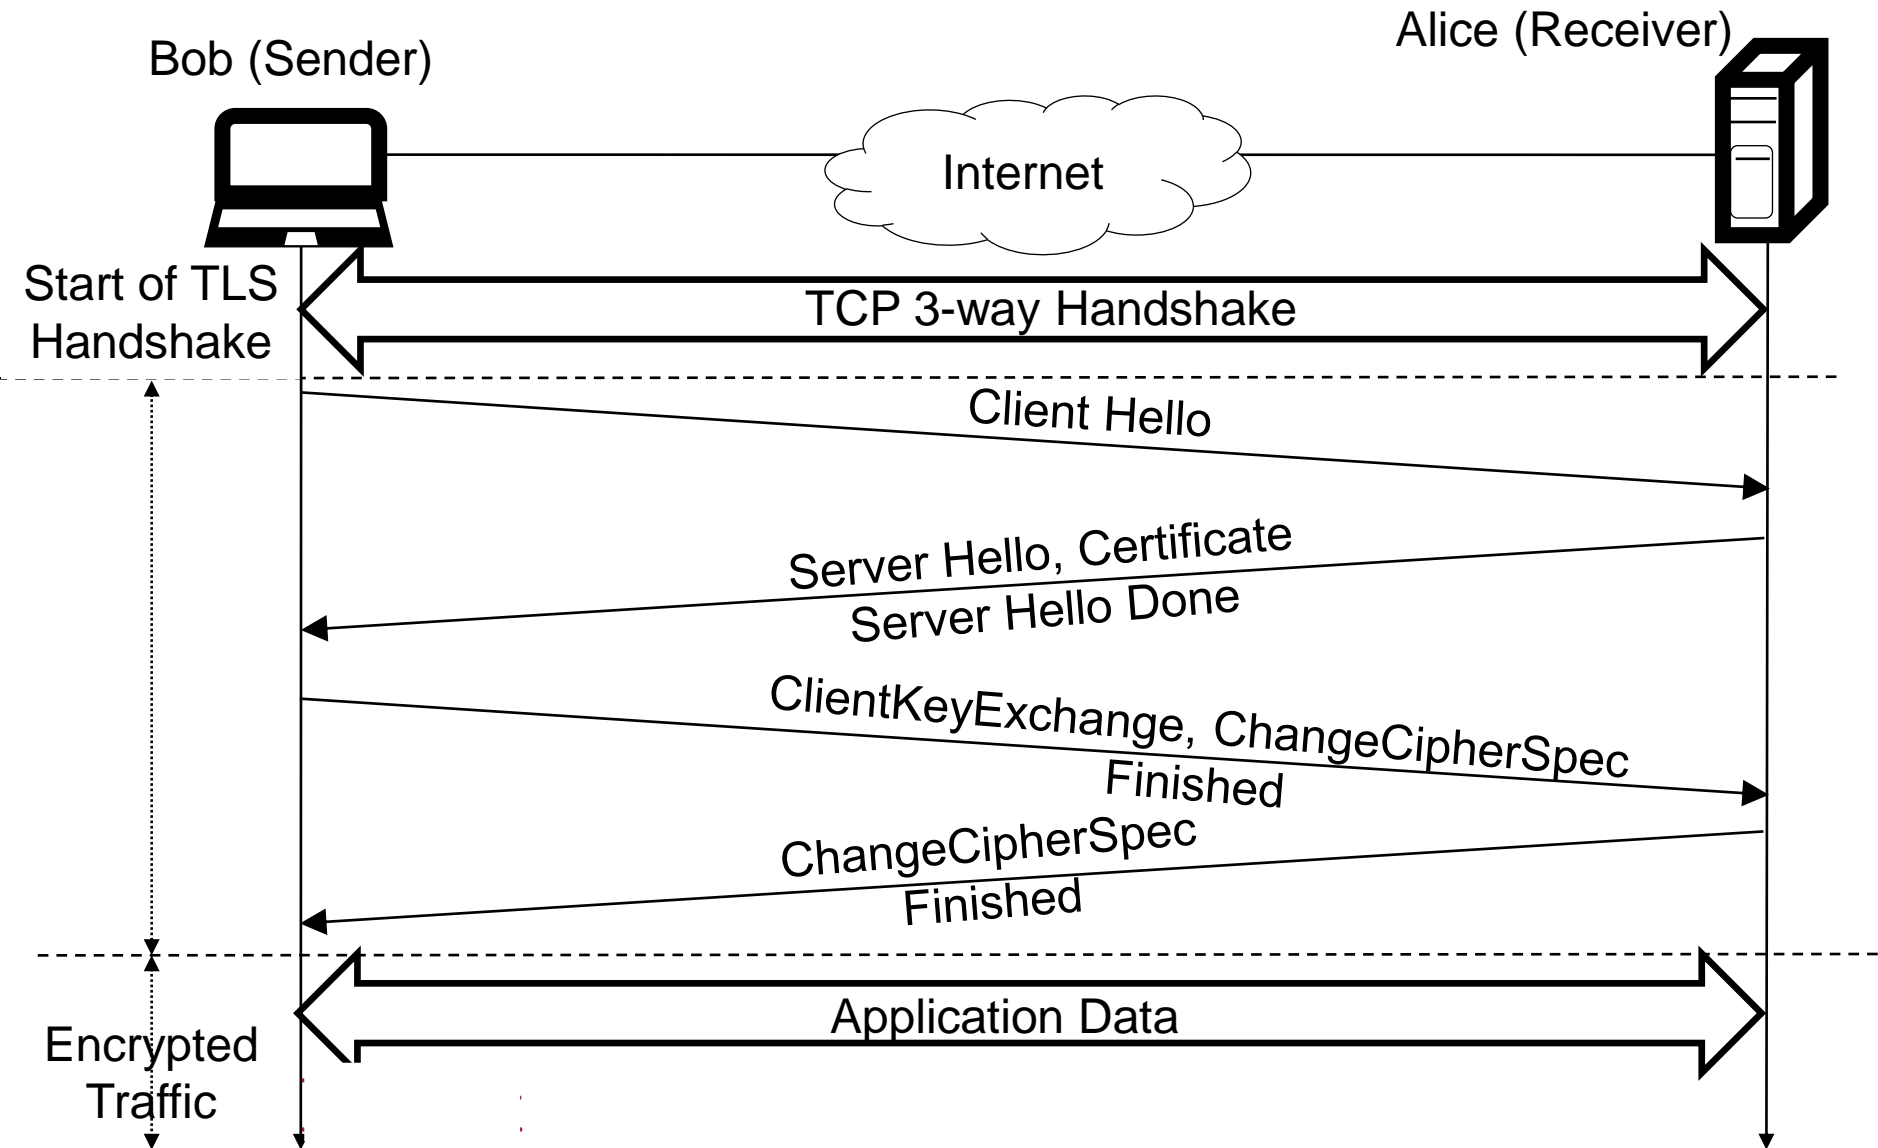 Alice (Receiver)
Bob (Sender)
Internet
Start of TLS
Handshake
TCP 3-way Handshake
Client Hello
Server Hello, Certificate
Server Hello Done
ClientKeyExchange, ChangeCipherSpec
Finished
ChangeCipherSpec
Finished
Application Data
Encrypted
Traffic